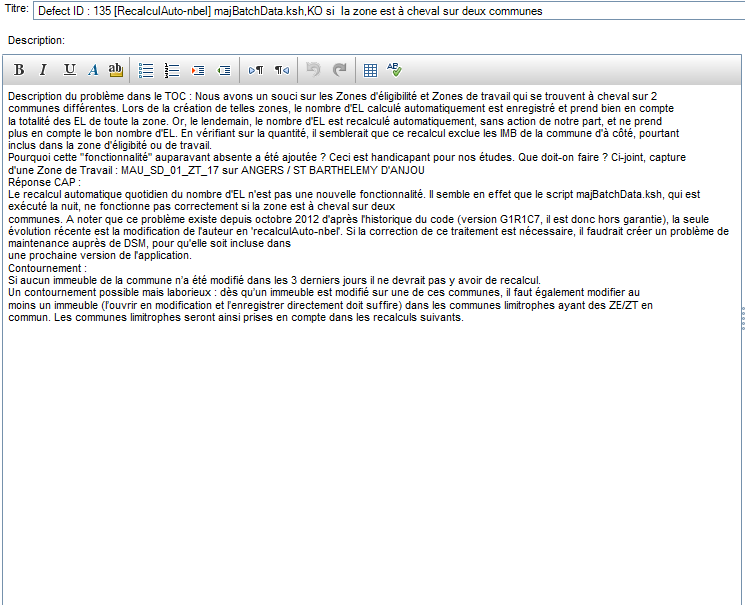 Titre: Defect ID : 135 [RecalculAuto-nbel] majBatchData.ksh,KO si la zone est à cheval sur deux communes
Description:
B I U A ab
Description du problème dans le TOC : Nous avons un souci sur les Zones d'éligibilité et Zones de travail qui se trouvent à cheval sur 2
communes différentes. Lors de la création de telles zones, le nombre d'EL calculé automatiquement est enregistré et prend bien en compte
la totalité des EL de toute la zone. Or, le lendemain, le nombre d'EL est recalculé automatiquement, sans action de notre part, et ne prend
plus en compte le bon nombre d'EL. En vérifiant sur la quantité, il semblerait que ce recalcul exclue les IMB de la commune d'à côté, pourtant
inclus dans la zone d'éligibité ou de travail.
Pourquoi cette "fonctionnalité" auparavant absente a été ajoutée ? Ceci est handicapant pour nos études. Que doit-on faire ? Ci-joint, capture
d'une Zone de Travail : MAU_SD_01_ZT_17 sur ANGERS / ST BARTHELEMY D'ANJOU
Réponse CAP :
Le recalcul automatique quotidien du nombre d'EL n'est pas une nouvelle fonctionnalité. Il semble en effet que le script majBatchData.ksh, qui est
exécuté la nuit, ne fonctionne pas correctement si la zone est à cheval sur deux
communes. A noter que ce problème existe depuis octobre 2012 d'après l'historique du code (version G1R1C7, il est donc hors garantie), la seule
évolution récente est la modification de l'auteur en 'recalculAuto-nbel'. Si la correction de ce traitement est nécessaire, il faudrait créer un problème de
maintenance auprès de DSM, pour qu'elle soit incluse dans
une prochaine version de l'application.
Contournement :
Si aucun immeuble de la commune n'a été modifié dans les 3 derniers jours il ne devrait pas y avoir de recalcul.
Un contournement possible mais laborieux : dès qu'un immeuble est modifié sur une de ces communes, il faut également modifier au
moins un immeuble (l'ouvrir en modification et l'enregistrer directement doit suffire) dans les communes limitrophes ayant des ZE/ZT en
commun. Les communes limitrophes seront ainsi prises en compte dans les recalculs suivants.